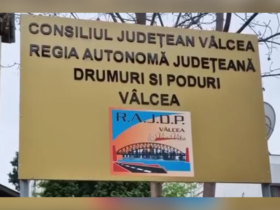 CONSILIUL JUDEȚEAN VÂLCEA
REGIA AUTONOMĂ JUDEȚEANĂ
DRUMURI SI PODURI
VÂLCEA
R.A.J.D.P.
VÂLCEA